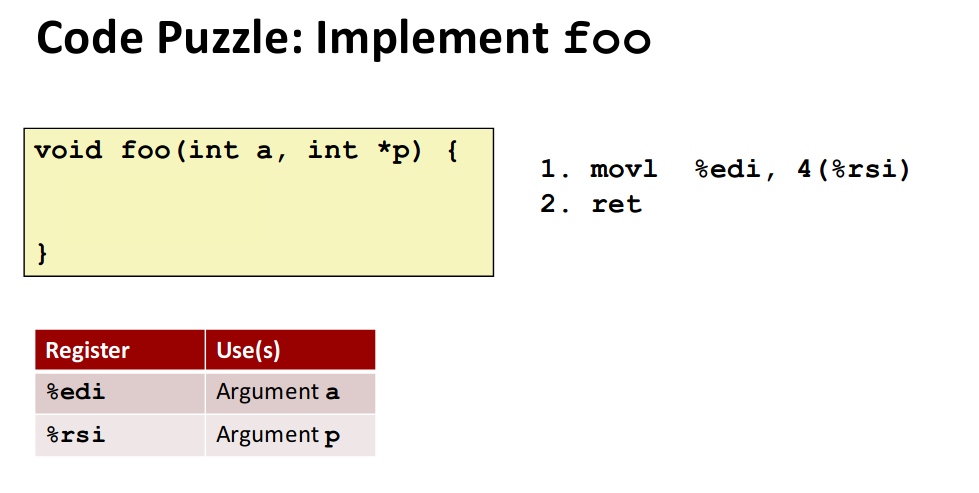 Code Puzzle: Implement foo
void foo(int a, int *p) {
}
1. movl %edi, 4(%rsi)
2. ret
Register Use(s)
%edi Argument a
%rsi Argument p